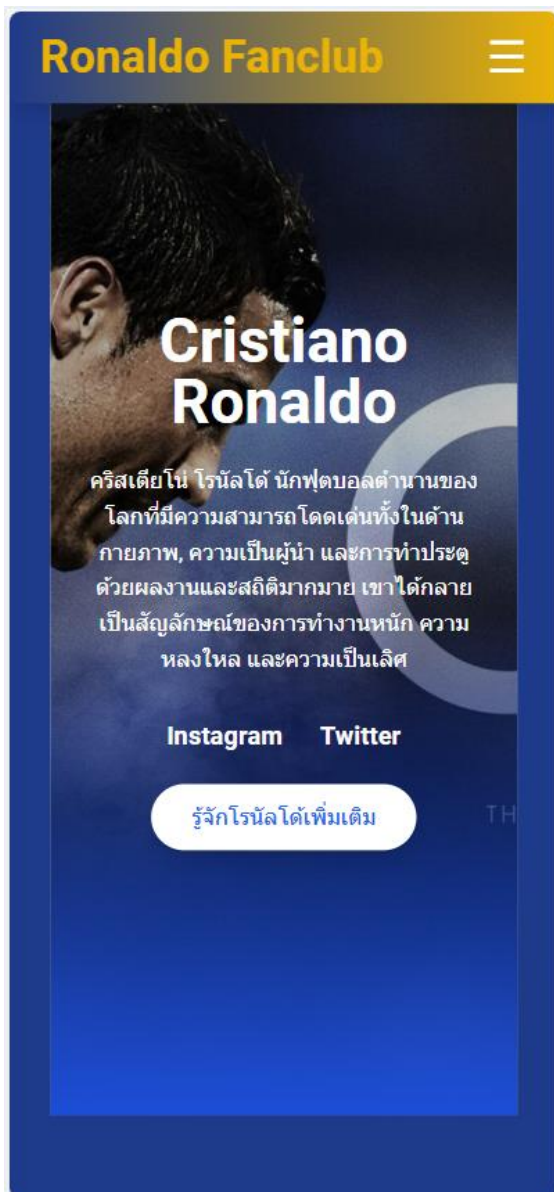 Ronaldo Fanclub
Cristiano
Ronaldo
คริสเตียโน่ โรนัลโด้ นักฟุตบอลตำนานของ
โลกที่มีความสามารถโดดเด่นทั้งในด้าน
กายภาพ, ความเป็นผู้นำ และการทำประตู
ด้วยผลงานและสถิติมากมาย เขาได้กลาย
เป็นสัญลักษณ์ของการทำงานหนัก ความ
หลงใหล และความเป็นเลิศ
Instagram Twitter
รู้จักโรนัลโด้เพิ่มเติม
TH